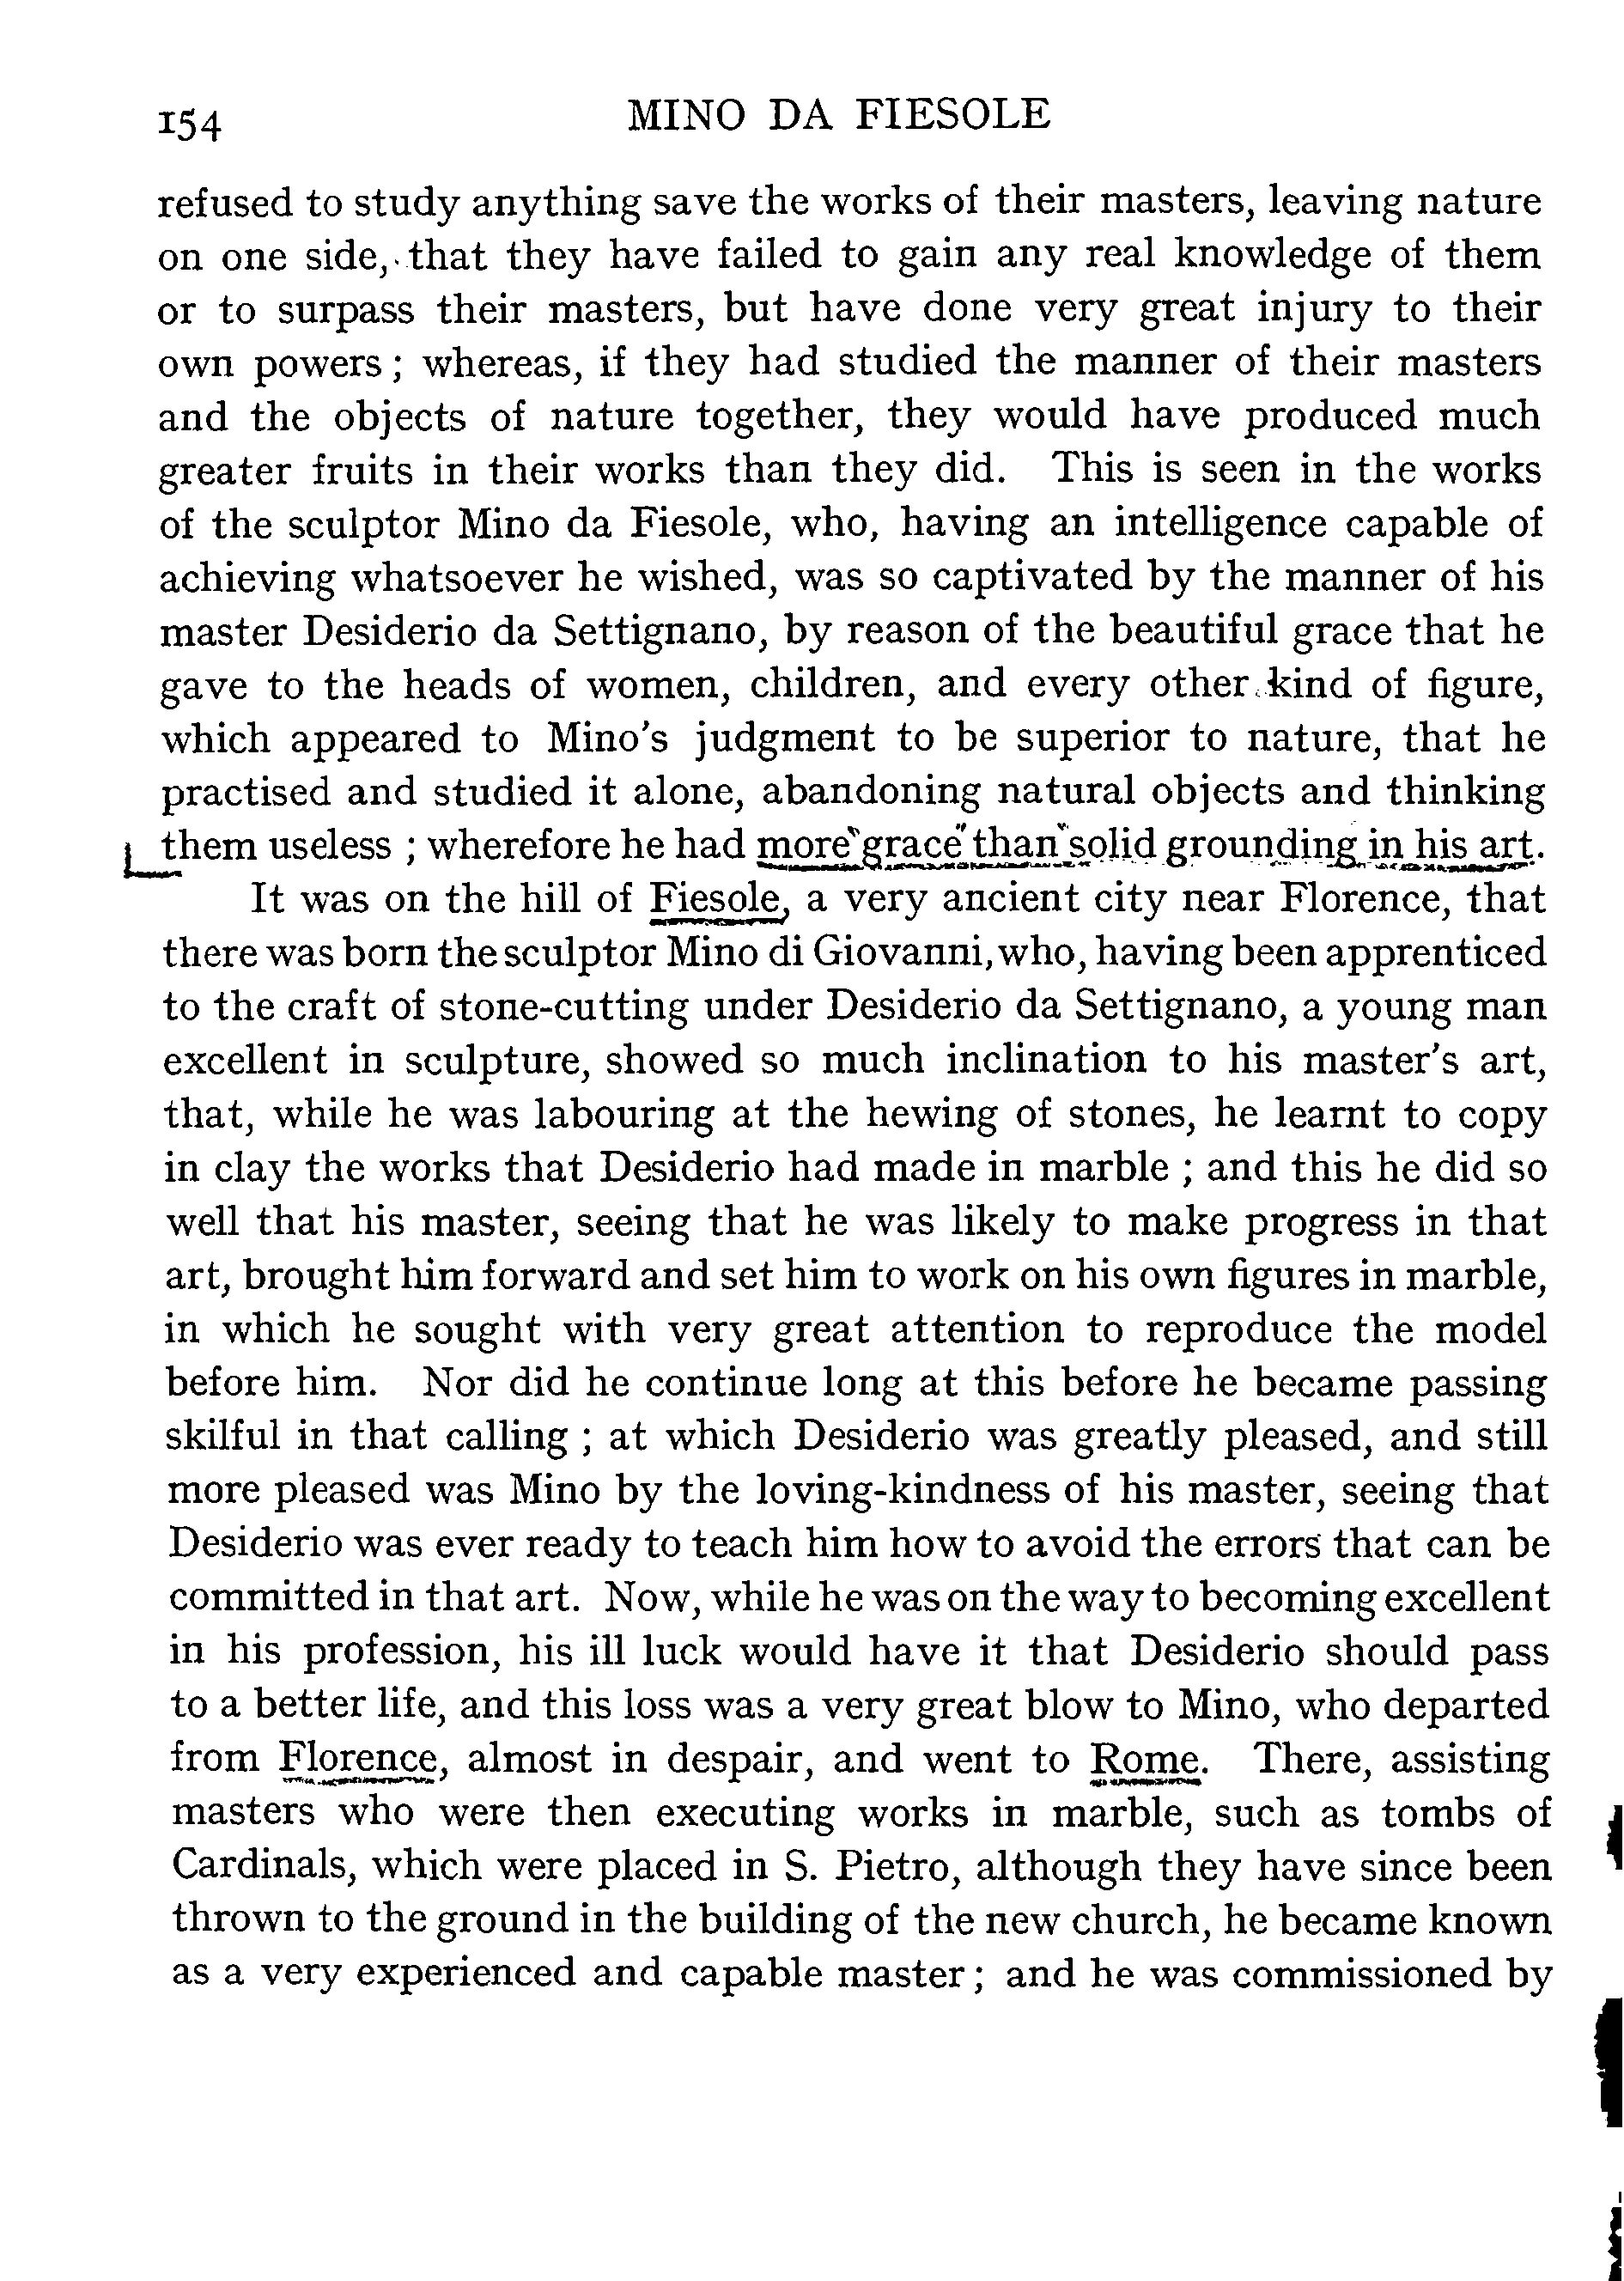 154 MINO DA FIESOLE
refused to study anything save the works of their masters, leaving nature
on one side, that they have failed to gain any real knowledge of them
or to surpass their masters, but have done very great injury to their
own powers ; whereas, if they had studied the manner of their masters
and the objects of nature together, they would have produced much
greater fruits in their works than they did. This is seen in the works
of the sculptor Mino da Fiesole, who, having an intelligence capable of
achieving whatsoever he wished, was so captivated by the manner of his
master Desiderio da Settignano, by reason of the beautiful grace that he
gave to the heads of women, children, and every other kind of figure,
which appeared to Mino's judgment to be superior to nature, that he
practised and studied it alone, abandoning natural objects and thinking
them useless ; wherefore he had more grace than solid grounding in his art.
It was on the hill of Fiesole, a very ancient city near Florence, that
there was born the sculptor Mino di Giovanni, who, having been apprenticed
to the craft of stone-cutting under Desiderio da Settignano, a young man
excellent in sculpture, showed so much inclination to his master's art,
that, while he was labouring at the hewing of stones, he learnt to copy
in clay the works that Desiderio had made in marble ; and this he did so
well that his master, seeing that he was likely to make progress in that
art, brought him forward and set him to work on his own figures in marble,
in which he sought with very great attention to reproduce the model
before him. Nor did he continue long at this before he became passing
skilful in that calling ; at which Desiderio was greatly pleased, and still
more pleased was Mino by the loving-kindness of his master, seeing that
Desiderio was ever ready to teach him how to avoid the errors that can be
committed in that art. Now, while he was on the way to becoming excellent
in his profession, his ill luck would have it that Desiderio should pass
to a better life, and this loss was a very great blow to Mino, who departed
from Florence, almost in despair, and went to Rome. There, assisting
masters who were then executing works in marble, such as tombs of
Cardinals, which were placed in S. Pietro, although they have since been
thrown to the ground in the building of the new church, he became known
as a very experienced and capable master ; and he was commissioned by